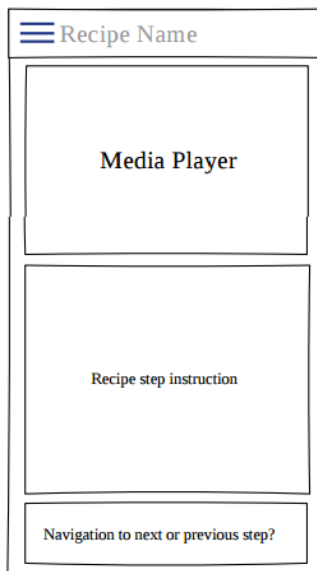 Recipe Name
Media Player
Recipe step instruction
Navigation to next or previous step?